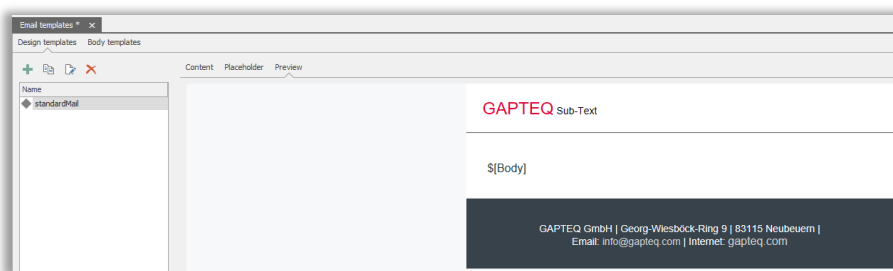 Email templates * ×
Design templates Body templates
Content Placeholder Preview
Name
standardMail
GAPTEQ Sub-Text
$[Body]
GAPTEQ GmbH | Georg-Wiesböck-Ring 9 | 83115 Neubeuern |
Email: info@gapteq.com | Internet: gapteq.com